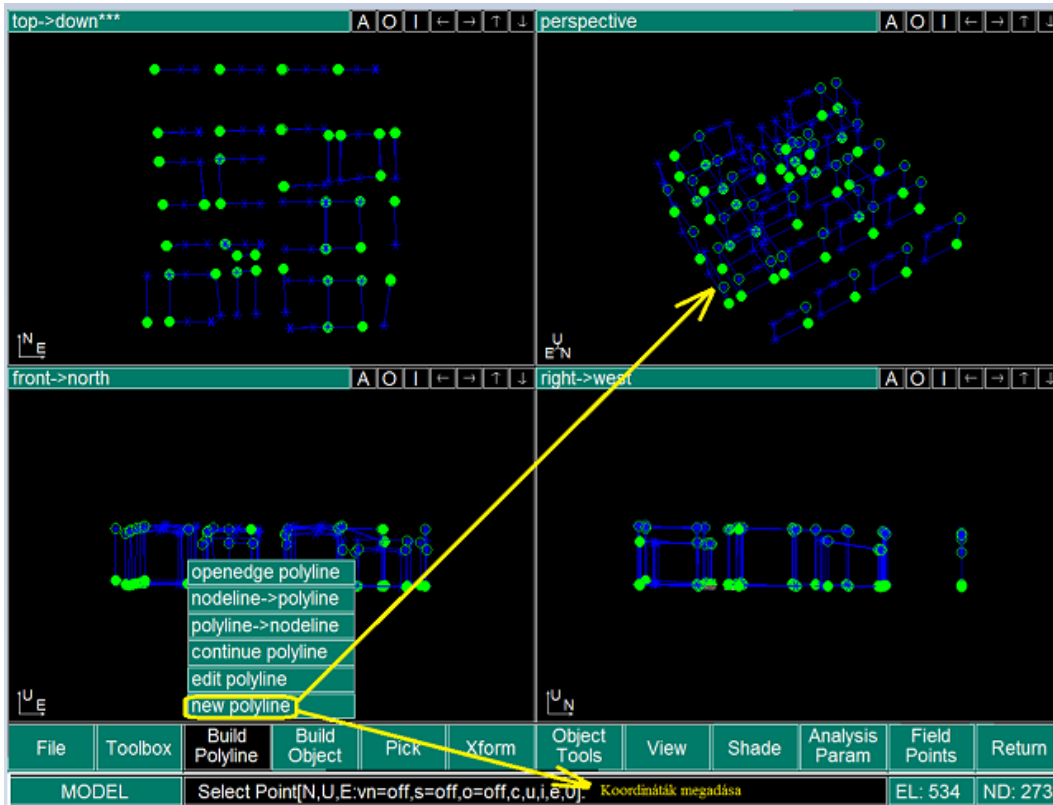 top->down*** A O I ← → ↑ ↓
perspective A O I ← → ↑ ↓
N
E
U
E N
front->north A O I ← → ↑ ↓
right->west A O I ← → ↑ ↓
openedge polyline
nodeline->polyline
polyline->nodeline
continue polyline
edit polyline
new polyline
U
E
U
N
File
Toolbox
Build
Polyline
Build
Object
Pick
Xform
Object
Tools
View
Shade
Analysis
Param
Field
Points
Return
MODEL
Select Point[N,U,E:vn=off,s=off,o=off,c,u,i,e,0]: Koordináták megadása
EL: 534
ND: 273